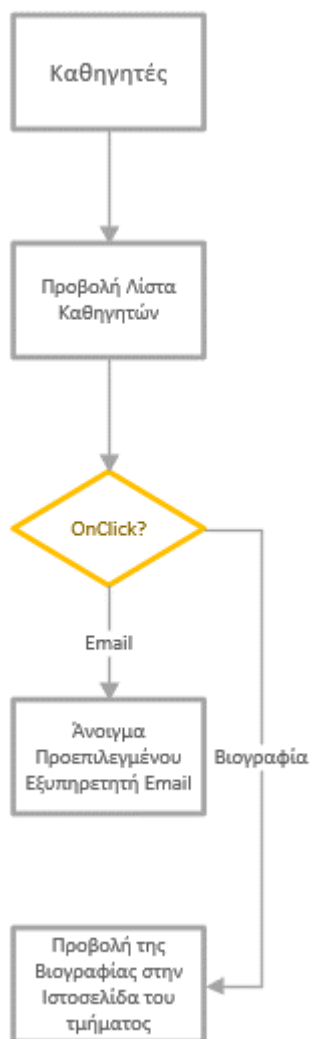 Καθηγητές
Προβολή Λίστα
Καθηγητών
OnClick?
Email
Άνοιγμα
Προεπιλεγμένου
Εξυπηρετητή Email
Βιογραφία
Προβολή της
Βιογραφίας στην
Ιστοσελίδα του
τμήματος